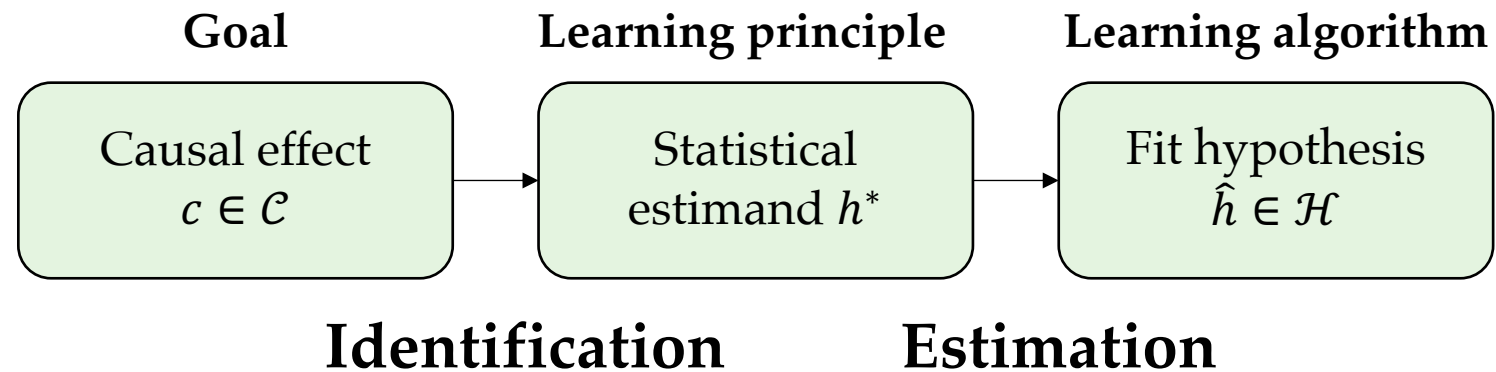 Goal
Learning principle
Learning algorithm
Causal effect
c ∈ 𝒞
Statistical
estimand h*
Fit hypothesis
ĥ ∈ ℋ
Identification
Estimation